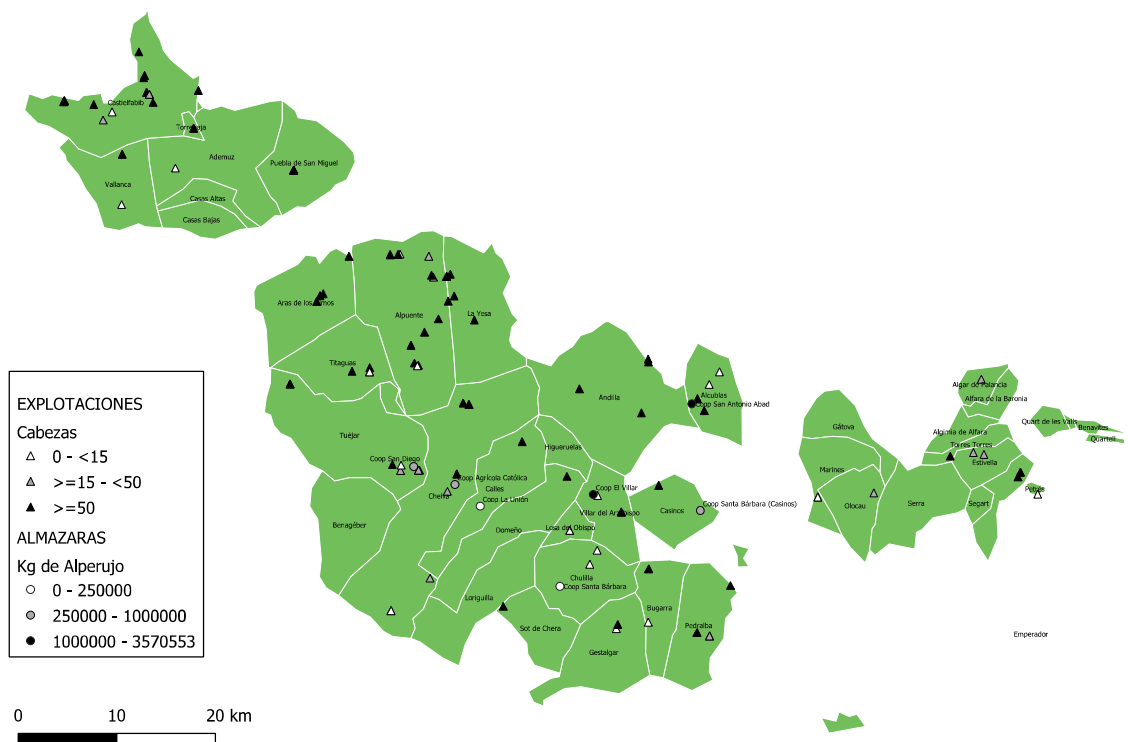 Castielfabib
Torrebaja
Ademuz
Puebla de San Miguel
Vallanca
Casas Altas
Casas Bajas
Aras de los Olmos
Alpuente
La Yesa
Titaguas
Andilla
Alcublas
Coop San Antonio Abad
Tuéjar
Higueruelas
Coop San Diego
Coop Agrícola Católica
Calles
Chelva
Coop La Unión
Coop El Villar
Villar del Arzobispo
Casinos
Coop Santa Bárbara (Casinos)
Benagéber
Domeño
Losa del Obispo
Chulilla
Coop Santa Bárbara
Loriguilla
Sot de Chera
Bugarra
Pedralba
Gestalgar
Algar de Palancia
Alfara de la Baronia
Quart de les Valls
Benavites
Quartell
Gátova
Algimia de Alfara
Torres Torres
Estivella
Marines
Olocau
Serra
Segart
Petrés
Emperador
EXPLOTACIONES
Cabezas
0 - <15
>=15 - <50
>=50
ALMAZARAS
Kg de Alperujo
0 - 250000
250000 - 1000000
1000000 - 3570553
0 10 20 km